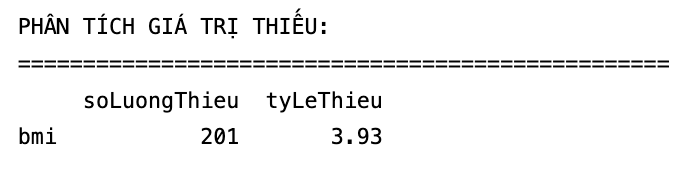 PHÂN TÍCH GIÁ TRỊ THIẾU:
==================================================
soLuongThieu tyLeThieu
bmi 201 3.93